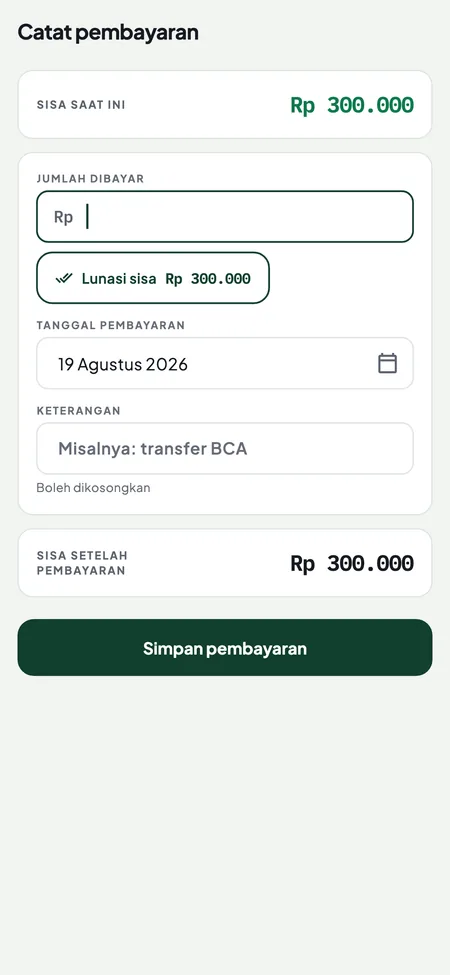 Catat pembayaran
SISA SAAT INI
Rp 300.000
JUMLAH DIBAYAR
Rp
Lunasi sisa Rp 300.000
TANGGAL PEMBAYARAN
19 Agustus 2026
KETERANGAN
Misalnya: transfer BCA
Boleh dikosongkan
SISA SETELAH
PEMBAYARAN
Rp 300.000
Simpan pembayaran